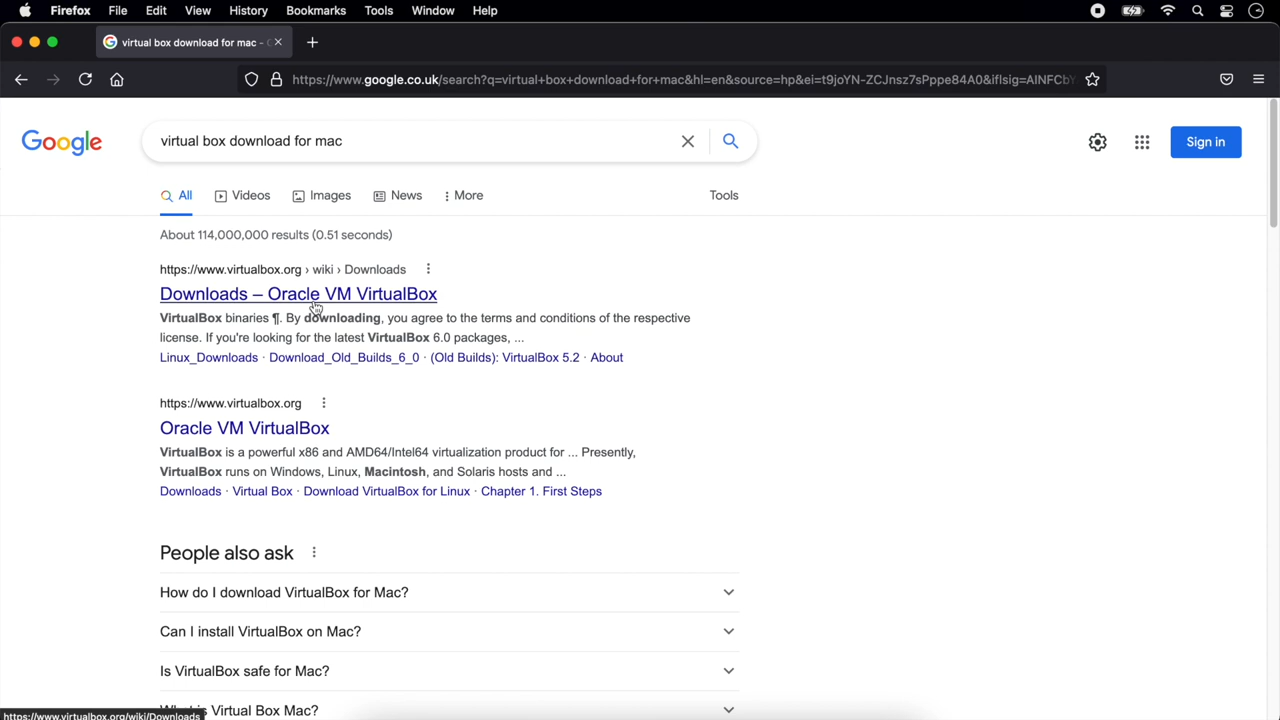 Firefox File Edit View History Bookmarks Tools Window Help
virtual box download for mac -
https://www.google.co.uk/search?q=virtual+box+download+for+mac&hl=en&source=hp&ei=t9joYN-ZCJnsz7sPppe84A0&iflsig=AINFCbY
Google
virtual box download for mac
Sign in
All Videos Images News More Tools
About 114,000,000 results (0.51 seconds)
https://www.virtualbox.org › wiki › Downloads
Downloads – Oracle VM VirtualBox
VirtualBox binaries ¶. By downloading, you agree to the terms and conditions of the respective
license. If you're looking for the latest VirtualBox 6.0 packages, ...
Linux_Downloads · Download_Old_Builds_6_0 · (Old Builds): VirtualBox 5.2 · About
https://www.virtualbox.org
Oracle VM VirtualBox
VirtualBox is a powerful x86 and AMD64/Intel64 virtualization product for ... Presently,
VirtualBox runs on Windows, Linux, Macintosh, and Solaris hosts and ...
Downloads · Virtual Box · Download VirtualBox for Linux · Chapter 1. First Steps
People also ask
How do I download VirtualBox for Mac?
Can I install VirtualBox on Mac?
Is VirtualBox safe for Mac?
Virtual Box Mac?
https://www.virtualbox.org/wiki/Downloads